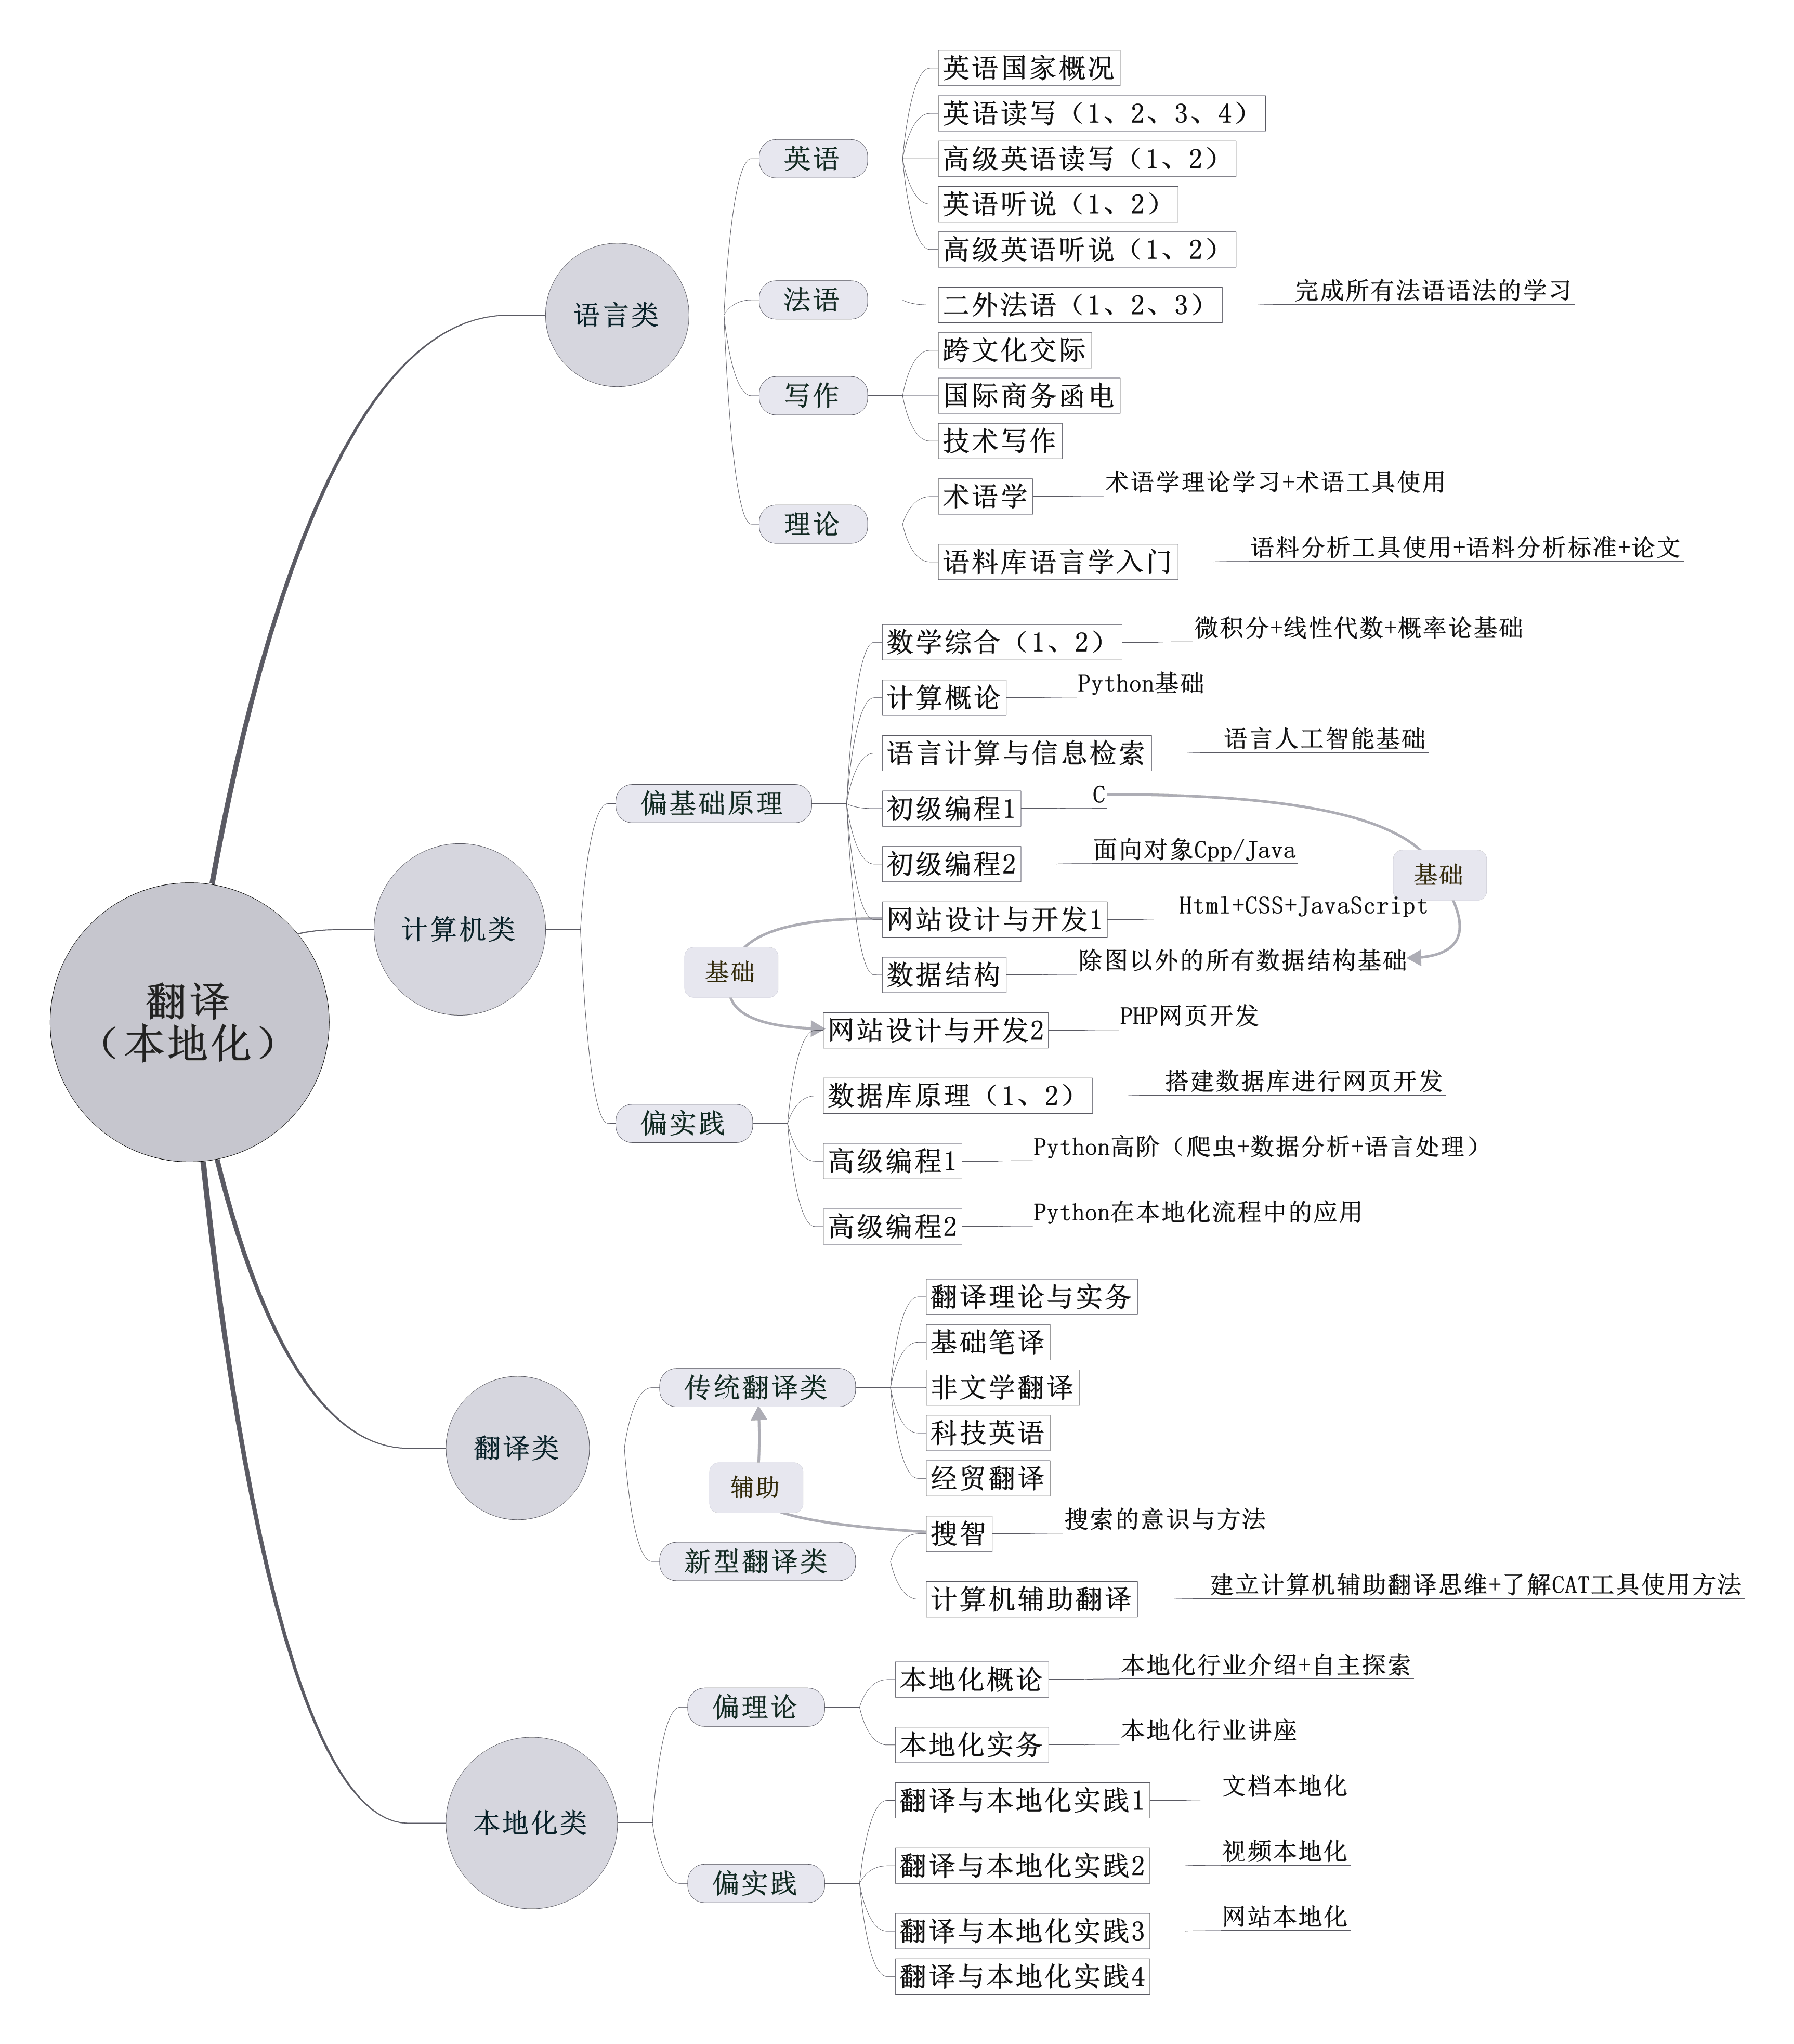 翻译
（本地化）
语言类
英语
英语国家概况
英语读写（1、2、3、4）
高级英语读写（1、2）
英语听说（1、2）
高级英语听说（1、2）
法语
二外法语（1、2、3）
完成所有法语语法的学习
写作
跨文化交际
国际商务函电
技术写作
理论
术语学
术语学理论学习+术语工具使用
语料库语言学入门
语料分析工具使用+语料分析标准+论文
计算机类
偏基础原理
数学综合（1、2）
微积分+线性代数+概率论基础
计算概论
Python基础
语言计算与信息检索
语言人工智能基础
初级编程1
C
初级编程2
面向对象Cpp/Java
基础
网站设计与开发1
Html+CSS+JavaScript
基础
数据结构
除图以外的所有数据结构基础
偏实践
网站设计与开发2
PHP网页开发
数据库原理（1、2）
搭建数据库进行网页开发
高级编程1
Python高阶（爬虫+数据分析+语言处理）
高级编程2
Python在本地化流程中的应用
翻译类
传统翻译类
翻译理论与实务
基础笔译
非文学翻译
科技英语
经贸翻译
辅助
新型翻译类
搜智
搜索的意识与方法
计算机辅助翻译
建立计算机辅助翻译思维+了解CAT工具使用方法
本地化类
偏理论
本地化概论
本地化行业介绍+自主探索
本地化实务
本地化行业讲座
偏实践
翻译与本地化实践1
文档本地化
翻译与本地化实践2
视频本地化
翻译与本地化实践3
网站本地化
翻译与本地化实践4